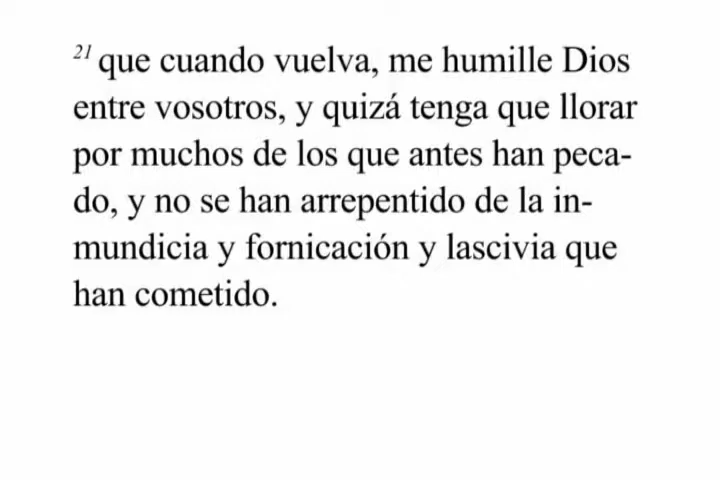 21 que cuando vuelva, me humille Dios
entre vosotros, y quizá tenga que llorar
por muchos de los que antes han peca-
do, y no se han arrepentido de la in-
mundicia y fornicación y lascivia que
han cometido.